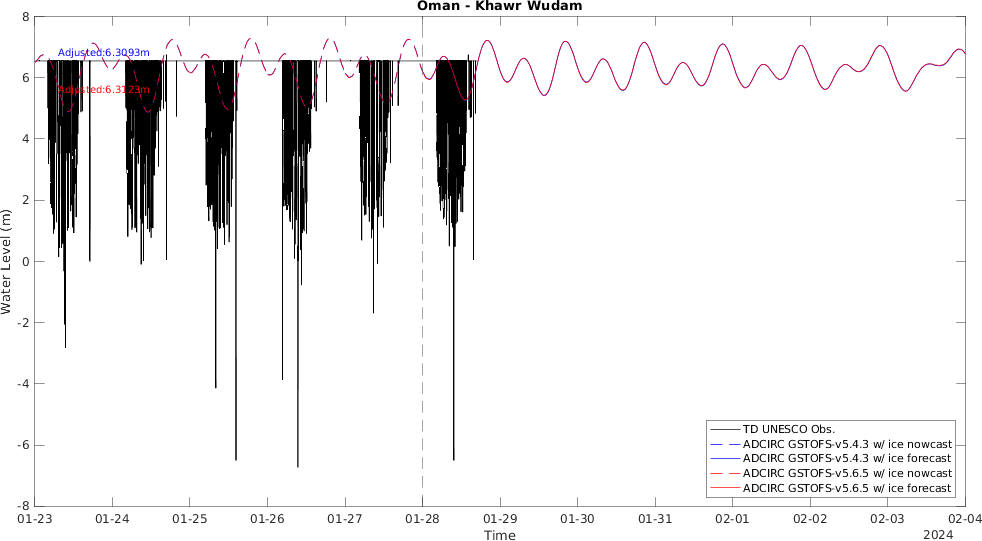 Oman - Khawr Wudam
Water Level (m)
8
6
4
2
0
-2
-4
-6
-8
Adjusted:6.3093m
Adjusted:6.3123m
TD UNESCO Obs.
ADCIRC GSTOFS-v5.4.3 w/ ice nowcast
ADCIRC GSTOFS-v5.4.3 w/ ice forecast
ADCIRC GSTOFS-v5.6.5 w/ ice nowcast
ADCIRC GSTOFS-v5.6.5 w/ ice forecast
01-23 01-24 01-25 01-26 01-27 01-28 01-29 01-30 01-31 02-01 02-02 02-03 02-04
Time
2024